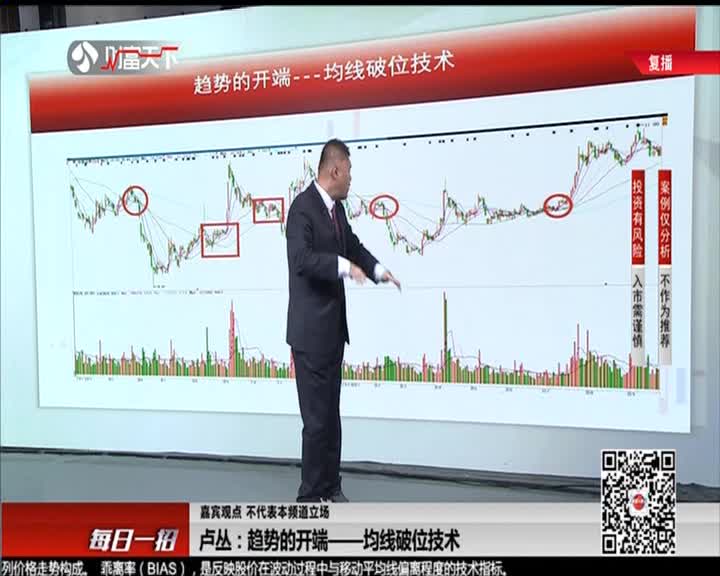 财富天下
复播
趋势的开端---均线破位技术
案例仅分析 不作为推荐
投资有风险 入市需谨慎
嘉宾观点 不代表本频道立场
每日一招
卢丛：趋势的开端——均线破位技术
列价格走势构成。 乖离率（BIAS），是反映股价在波动过程中与移动平均线偏离程度的技术指标。